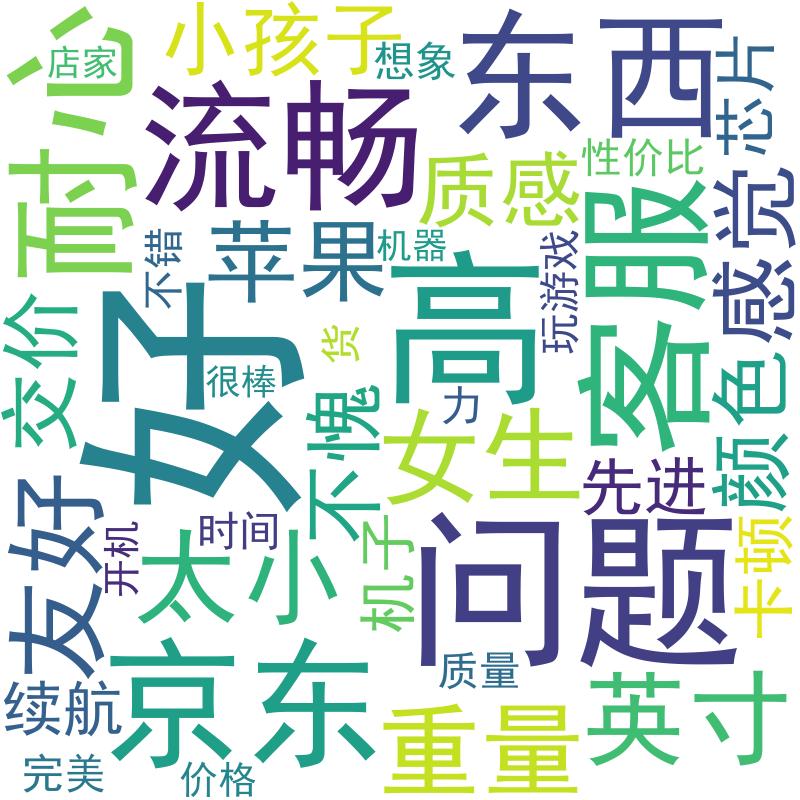 小孩子
店家
心
耐
想象
东西
芯片
流畅
质感
性价比
不错
苹果
机器
玩游戏
客服
感觉
交价
好
很棒
货
高
不愧
力
女生
颜色
先进
友好
开机
时间
太小
机子
问题
卡顿
京东
质量
续航
重量
英寸
完美
价格